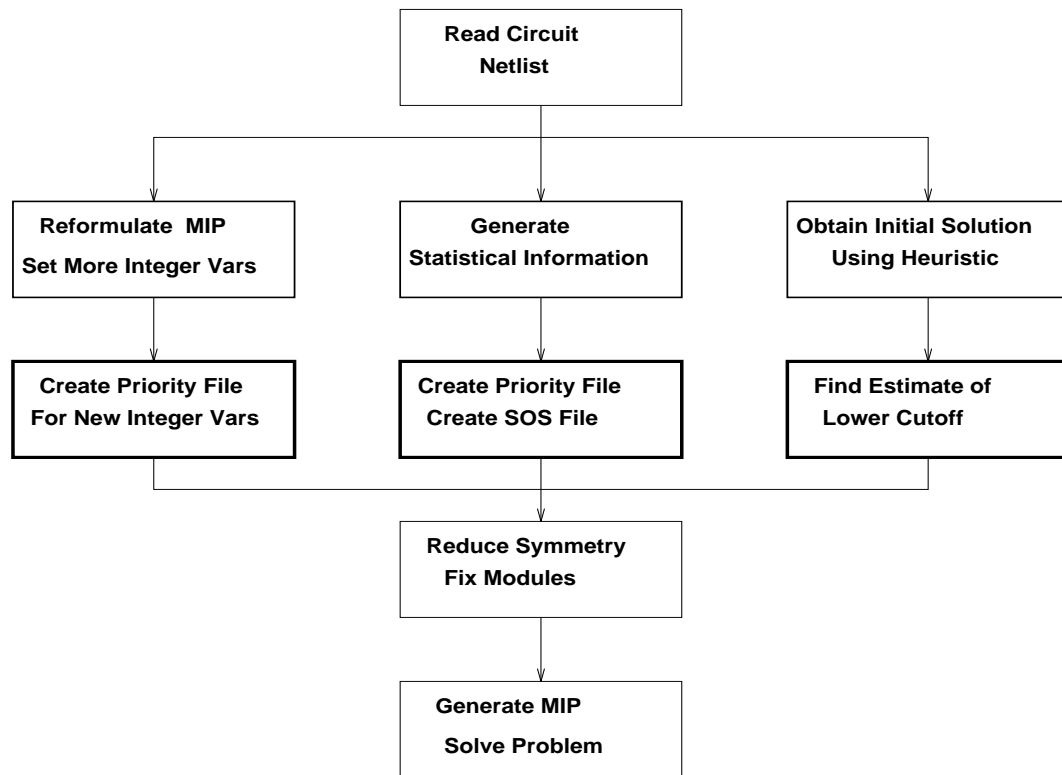 Read Circuit
Netlist
Reformulate MIP
Set More Integer Vars
Generate
Statistical Information
Obtain Initial Solution
Using Heuristic
Create Priority File
For New Integer Vars
Create Priority File
Create SOS File
Find Estimate of
Lower Cutoff
Reduce Symmetry
Fix Modules
Generate MIP
Solve Problem